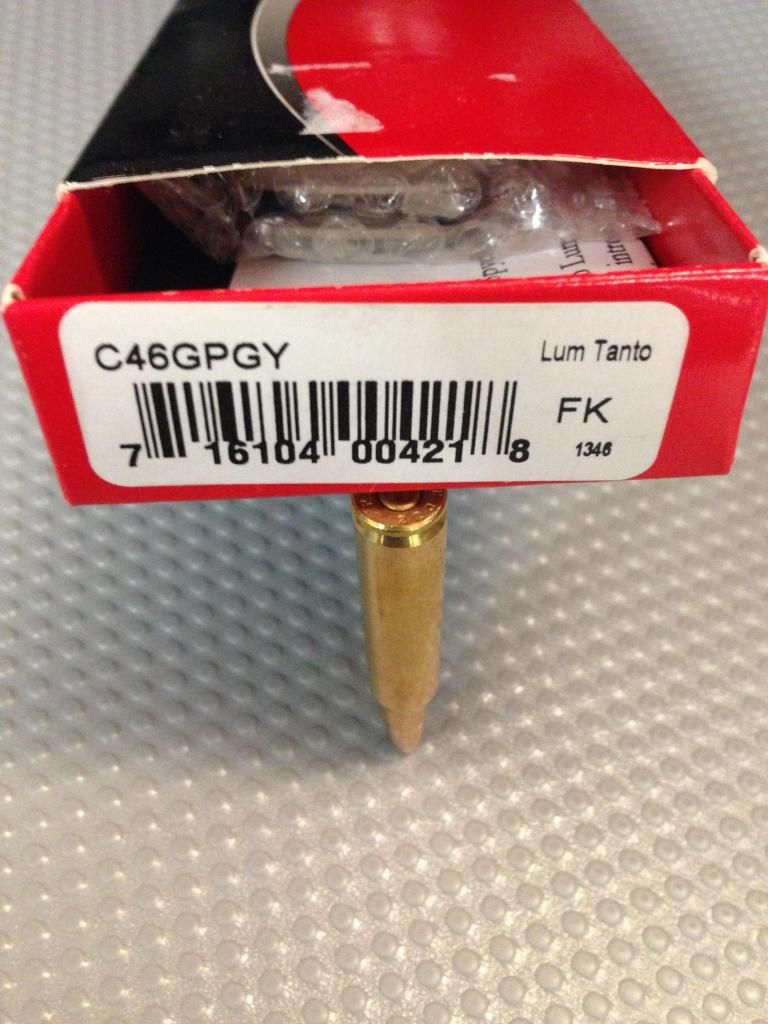 C46GPGY
Lum Tanto
FK
1346
7 16104 00421 8